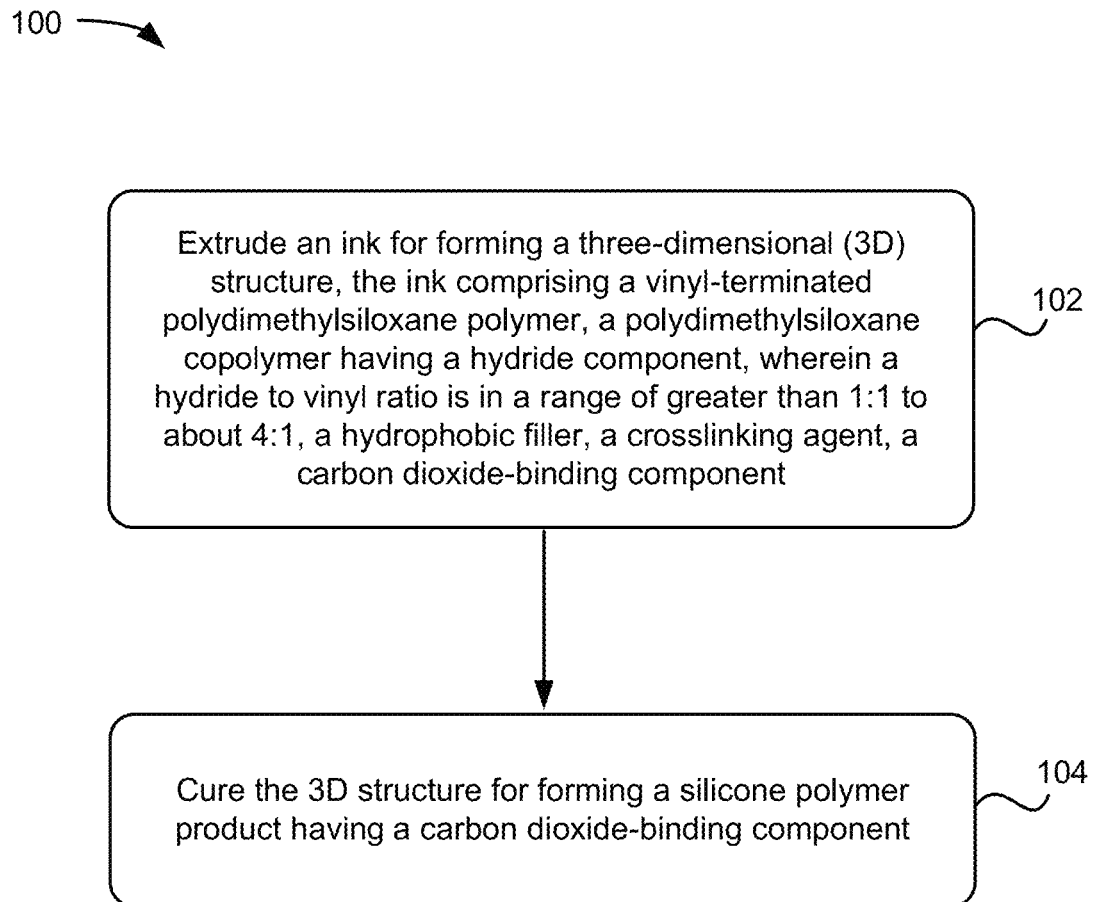 100
Extrude an ink for forming a three-dimensional (3D)
structure, the ink comprising a vinyl-terminated
polydimethylsiloxane polymer, a polydimethylsiloxane
copolymer having a hydride component, wherein a
hydride to vinyl ratio is in a range of greater than 1:1 to
about 4:1, a hydrophobic filler, a crosslinking agent, a
carbon dioxide-binding component
102
Cure the 3D structure for forming a silicone polymer
product having a carbon dioxide-binding component
104